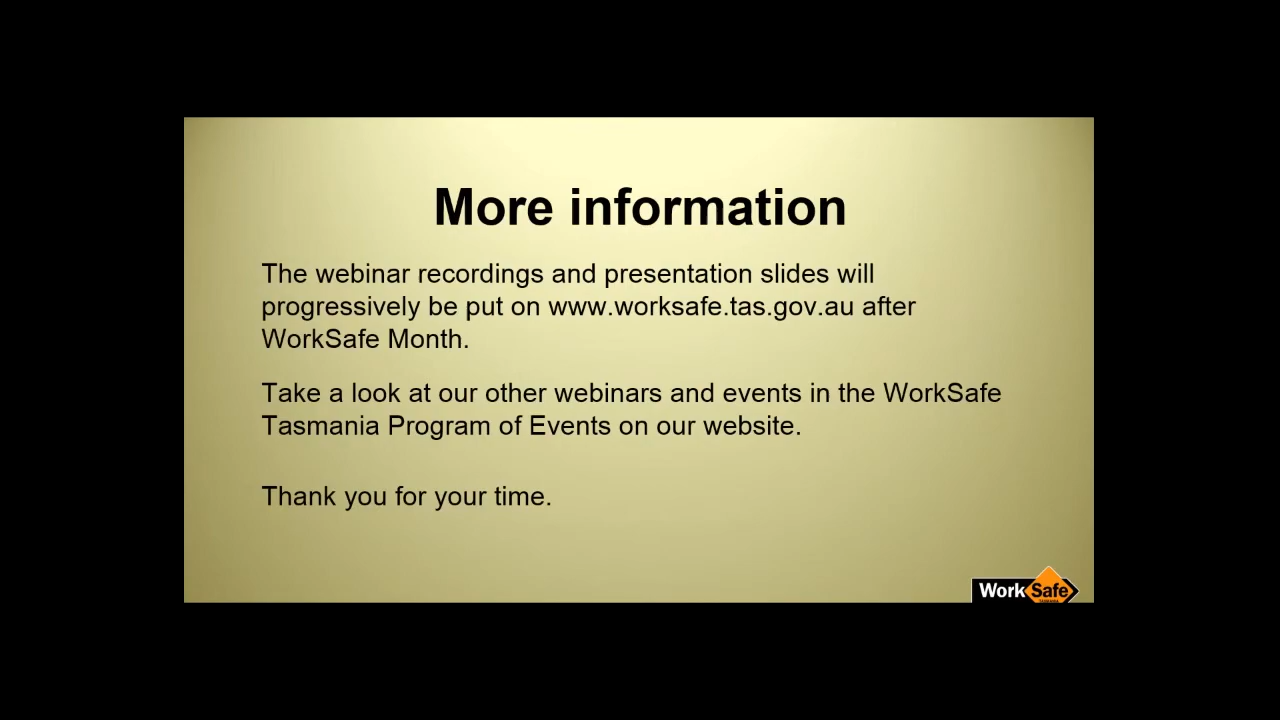 More information
The webinar recordings and presentation slides will
progressively be put on www.worksafe.tas.gov.au after
WorkSafe Month.
Take a look at our other webinars and events in the WorkSafe
Tasmania Program of Events on our website.
Thank you for your time.
WorkSafe
TASMANIA